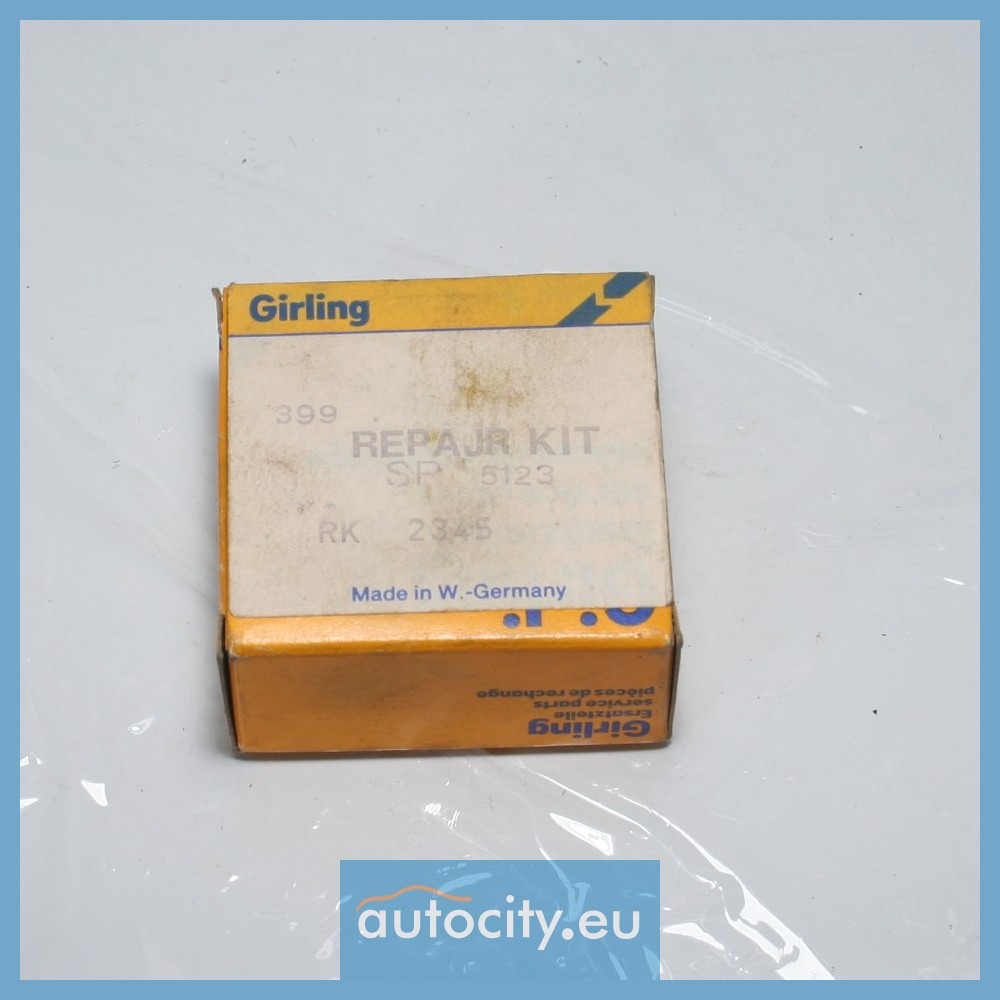 Girling
399
REPAJR KIT
SP 5123
RK 2345
Made in W.-Germany
Girling
Ersatzteile
service parts
pièces de rechange
autocity.eu